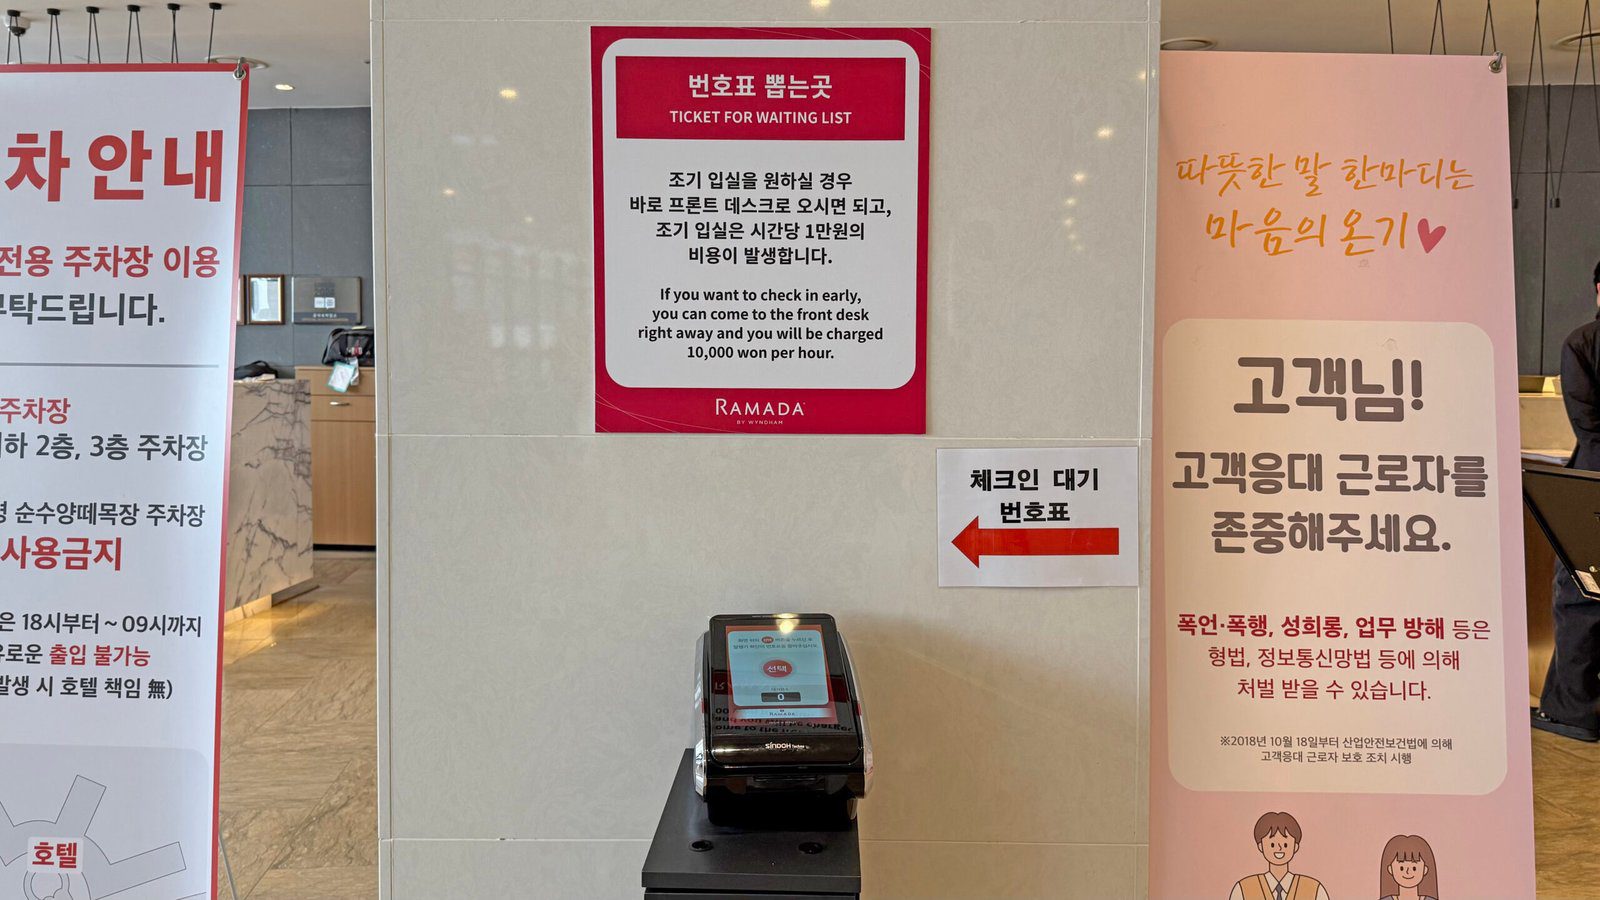 차 안내
전용 주차장 이용
부탁드립니다.
주차장
지하 2층, 3층 주차장
순수양떼목장 주차장
사용금지
은 18시부터 ~ 09시까지
출입 불가능
발생 시 호텔 책임 無)
호텔
번호표 뽑는곳
TICKET FOR WAITING LIST
조기 입실을 원하실 경우
바로 프론트 데스크로 오시면 되고,
조기 입실은 시간당 1만원의
비용이 발생합니다.
If you want to check in early,
you can come to the front desk
right away and you will be charged
10,000 won per hour.
RAMADA
BY WYNDHAM
체크인 대기
번호표
선택
0
RAMADA
SINDOH
따뜻한 말 한마디는
마음의 온기
고객님!
고객응대 근로자를
존중해주세요.
폭언·폭행, 성희롱, 업무 방해 등은
형법, 정보통신망법 등에 의해
처벌 받을 수 있습니다.
※2018년 10월 18일부터 산업안전보건법에 의해
고객응대 근로자 보호 조치 시행